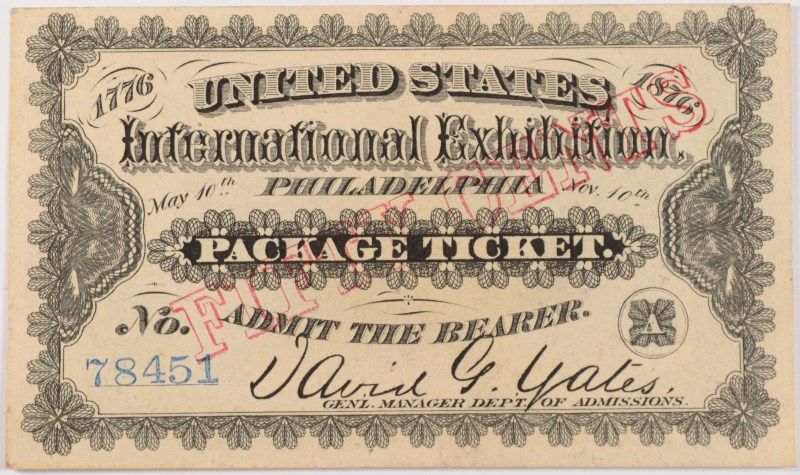 1776 1876
UNITED STATES
International Exhibition,
May 10th PHILADELPHIA Nov. 10th
FIFTY CENTS
PACKAGE TICKET.
No. ADMIT THE BEARER. A
78451
David G. Yates,
GENL. MANAGER DEPT. OF ADMISSIONS.